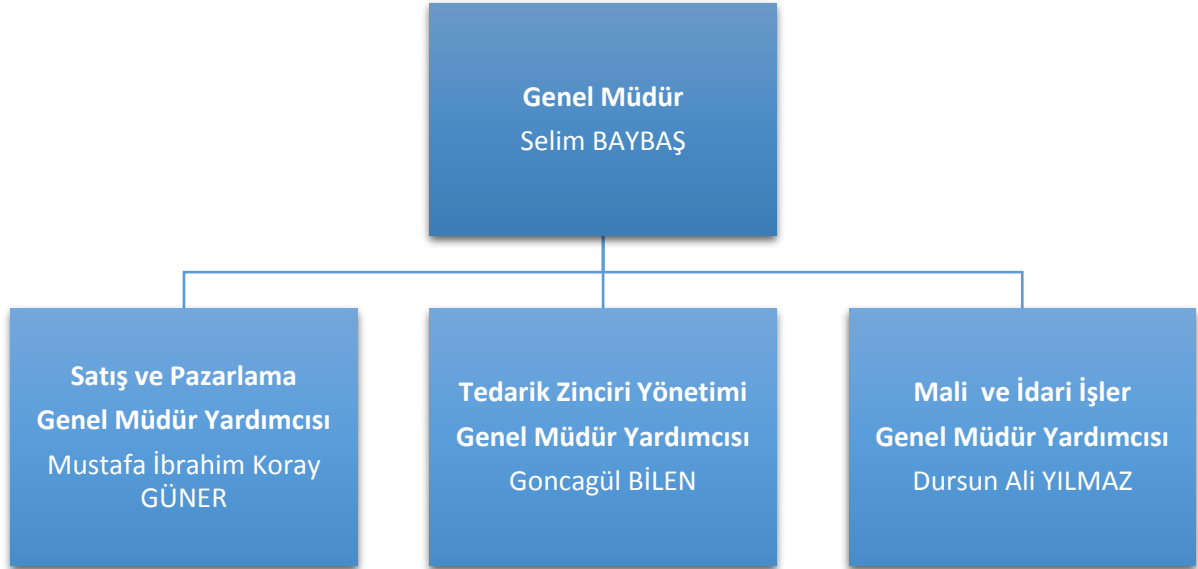 Genel Müdür
Selim BAYBAŞ
Satış ve Pazarlama
Genel Müdür Yardımcısı
Mustafa İbrahim Koray
GÜNER
Tedarik Zinciri Yönetimi
Genel Müdür Yardımcısı
Goncagül BİLEN
Mali  ve İdari İşler
Genel Müdür Yardımcısı
Dursun Ali YILMAZ